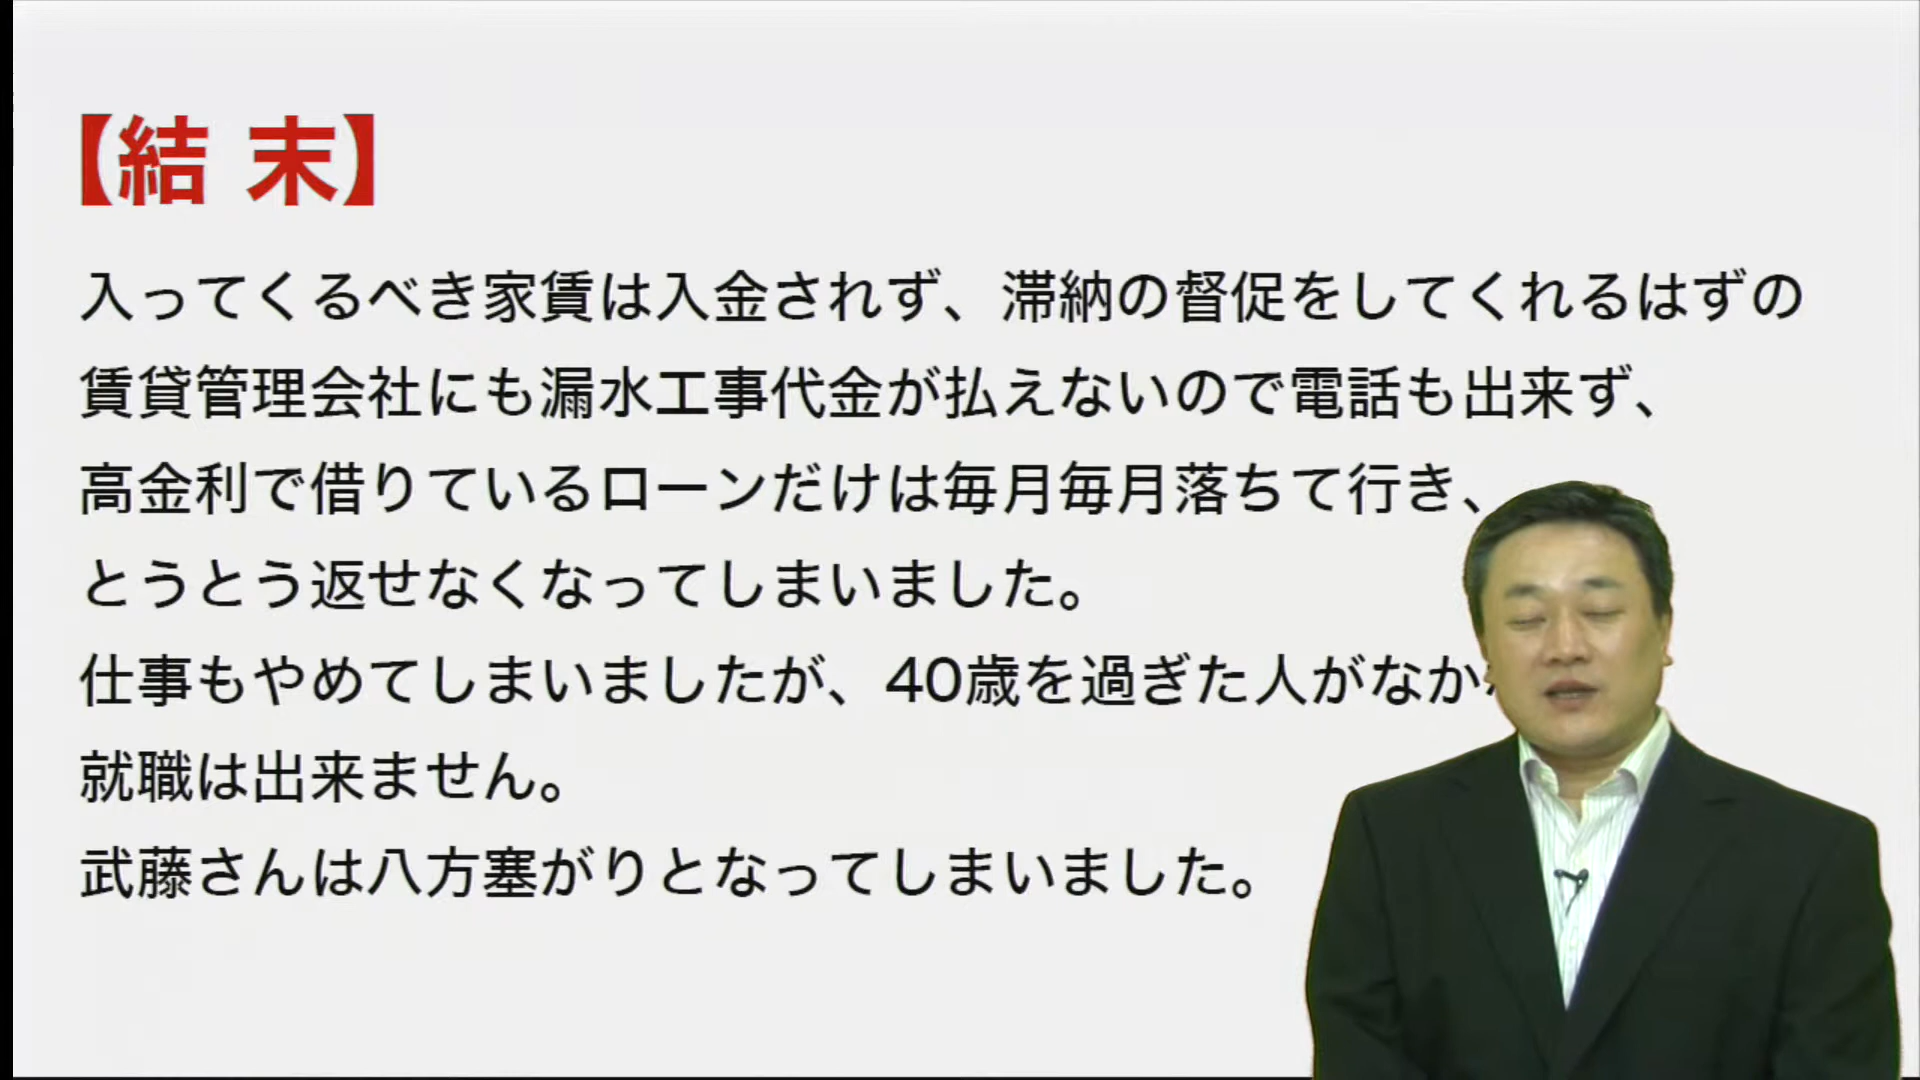 【結 末】
入ってくるべき家賃は入金されず、滞納の督促をしてくれるはずの
賃貸管理会社にも漏水工事代金が払えないので電話も出来ず、
高金利で借りているローンだけは毎月毎月落ちて行き、
とうとう返せなくなってしまいました。
仕事もやめてしまいましたが、40歳を過ぎた人がなか
就職は出来ません。
武藤さんは八方塞がりとなってしまいました。